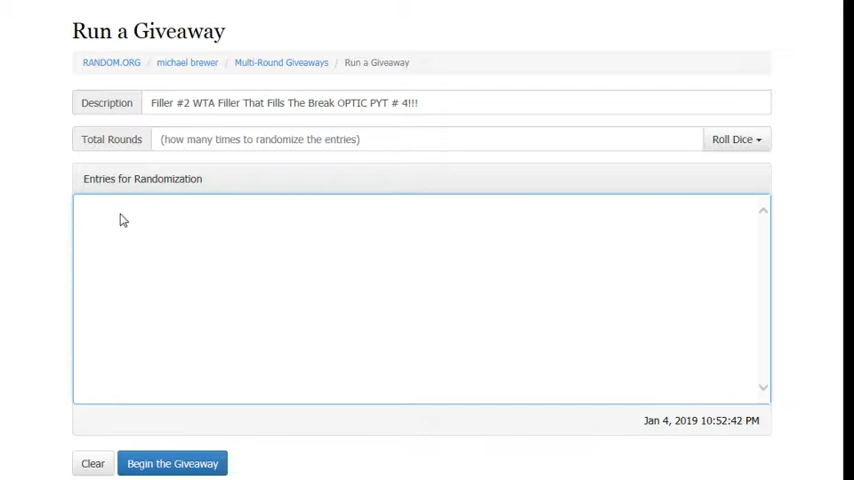 Run a Giveaway
RANDOM.ORG / michael brewer / Multi-Round Giveaways / Run a Giveaway
Description Filler #2 WTA Filler That Fills The Break OPTIC PYT # 4!!!
Total Rounds (how many times to randomize the entries) Roll Dice
Entries for Randomization
Jan 4, 2019 10:52:42 PM
Clear Begin the Giveaway